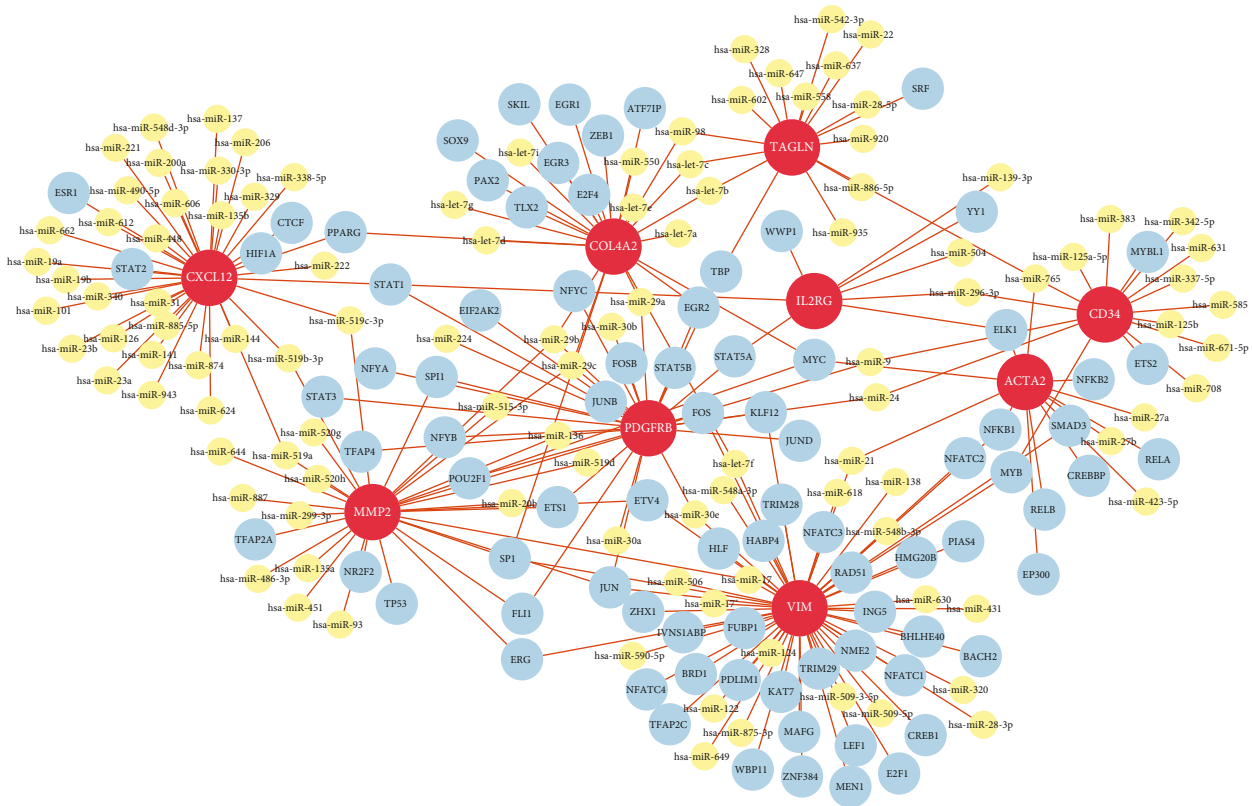 hsa-miR-542-3p
hsa-miR-22
hsa-miR-328
hsa-miR-647
hsa-miR-637
hsa-miR-602
hsa-miR-558
hsa-miR-28-5p
SRF
hsa-miR-920
TAGLN
hsa-miR-886-5p
hsa-miR-935
SKIL
EGR1
ATF7IP
ZEB1
hsa-miR-98
SOX9
hsa-let-7i
EGR3
hsa-miR-550
hsa-let-7c
PAX2
E2F4
hsa-let-7b
hsa-let-7g
TLX2
hsa-let-7e
hsa-let-7d
COL4A2
hsa-let-7a
hsa-miR-137
hsa-miR-548d-3p
hsa-miR-206
hsa-miR-221
hsa-miR-200a
hsa-miR-330-3p
hsa-miR-338-5p
ESR1
hsa-miR-490-5p
hsa-miR-606
hsa-miR-329
hsa-miR-135b
hsa-miR-612
CTCF
PPARG
hsa-miR-662
hsa-miR-448
HIF1A
hsa-miR-19a
STAT2
CXCL12
hsa-miR-222
hsa-miR-19b
hsa-miR-340
hsa-miR-101
hsa-miR-31
hsa-miR-885-5p
hsa-miR-126
hsa-miR-144
hsa-miR-23b
hsa-miR-141
hsa-miR-874
hsa-miR-23a
hsa-miR-943
hsa-miR-624
hsa-miR-519c-3p
hsa-miR-519b-3p
STAT1
NFYC
EIF2AK2
hsa-miR-29a
EGR2
TBP
WWP1
IL2RG
hsa-miR-139-3p
YY1
hsa-miR-504
hsa-miR-296-3p
hsa-miR-765
hsa-miR-383
hsa-miR-125a-5p
hsa-miR-342-5p
MYBL1
hsa-miR-631
hsa-miR-337-5p
hsa-miR-585
CD34
hsa-miR-125b
hsa-miR-671-5p
ETS2
hsa-miR-708
ELK1
ACTA2
NFKB2
hsa-miR-27a
SMAD3
hsa-miR-27b
RELA
NFKB1
NFATC2
MYB
CREBBP
hsa-miR-423-5p
RELB
EP300
hsa-miR-224
hsa-miR-29b
hsa-miR-30b
hsa-miR-29c
FOSB
STAT5B
STAT5A
MYC
hsa-miR-9
hsa-miR-24
NFYA
SPI1
STAT3
JUNB
FOS
KLF12
PDGFRB
JUND
hsa-miR-515-3p
hsa-miR-520g
NFYB
hsa-miR-136
TFAP4
hsa-miR-644
hsa-miR-519a
hsa-miR-519d
hsa-miR-520h
POU2F1
hsa-miR-887
hsa-miR-20b
ETS1
ETV4
hsa-miR-299-3p
MMP2
TFAP2A
hsa-miR-135a
NR2F2
hsa-miR-486-3p
hsa-miR-451
hsa-miR-93
TP53
SP1
hsa-miR-30a
JUN
FLI1
ERG
hsa-let-7f
hsa-miR-548a-3p
hsa-miR-21
hsa-miR-618
hsa-miR-138
TRIM28
hsa-miR-30e
NFATC3
hsa-miR-548b-3p
HABP4
HLF
HMG20B
PIAS4
RAD51
hsa-miR-506
hsa-miR-17
hsa-miR-17'
ZHX1
VIM
hsa-miR-630
hsa-miR-431
ING5
IVNS1ABP
FUBP1
BHLHE40
NME2
BACH2
hsa-miR-590-5p
hsa-miR-124
TRIM29
BRD1
PDLIM1
NFATC1
NFATC4
KAT7
hsa-miR-320
hsa-miR-509-3-5p
hsa-miR-122
hsa-miR-509-5p
TFAP2C
hsa-miR-28-3p
hsa-miR-875-3p
MAFG
CREB1
LEF1
hsa-miR-649
WBP11
ZNF384
E2F1
MEN1